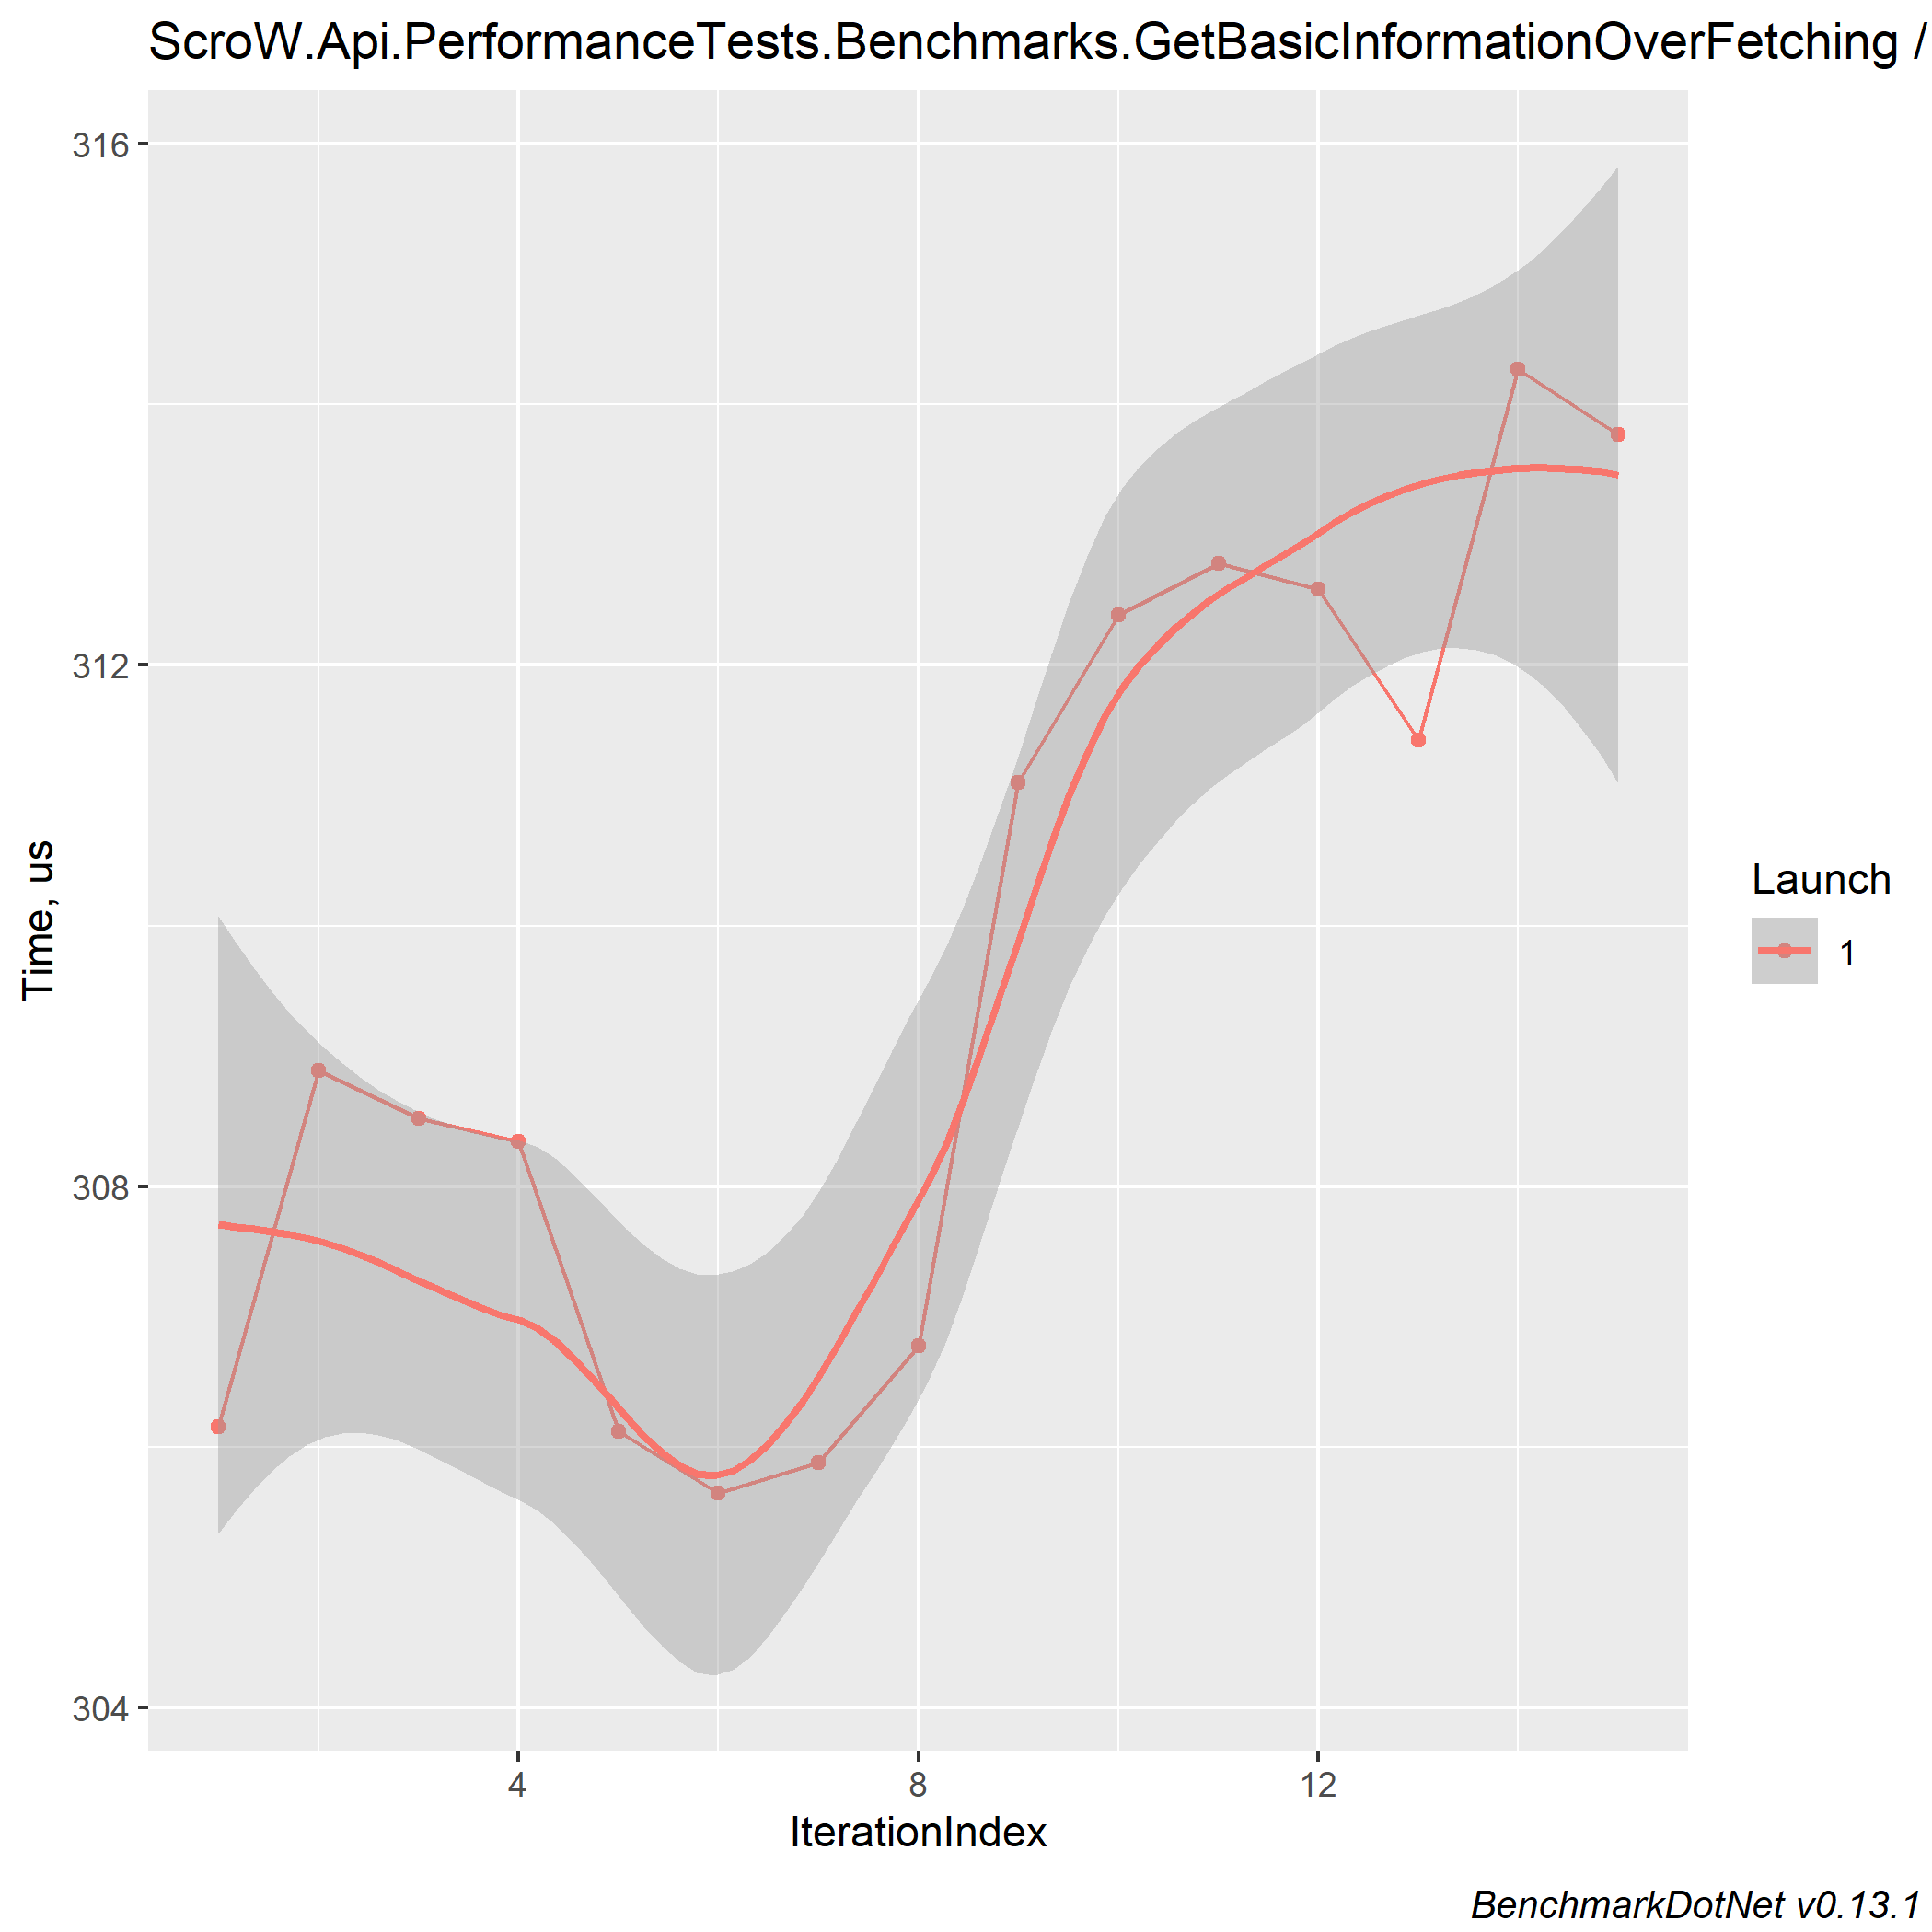 ScroW.Api.PerformanceTests.Benchmarks.GetBasicInformationOverFetching /
316
312
308
304
Time, us
4 8 12
IterationIndex
Launch
1
BenchmarkDotNet v0.13.1